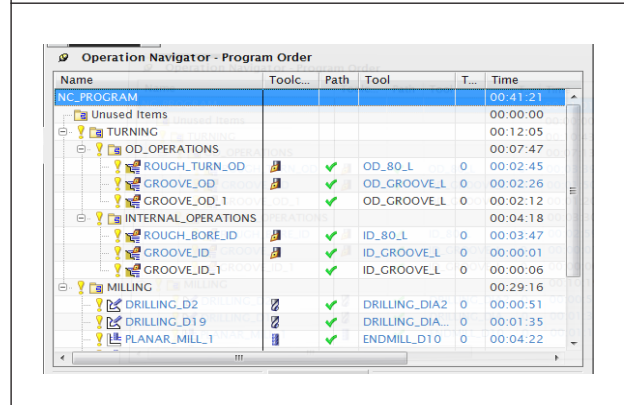 Operation Navigator - Program Order
Name Toolc... Path Tool T... Time
NC_PROGRAM 00:41:21
Unused Items 00:00:00
TURNING 00:12:05
OD_OPERATIONS 00:07:47
ROUGH_TURN_OD OD_80_L 0 00:02:45
GROOVE_OD OD_GROOVE_L 0 00:02:26
GROOVE_OD_1 OD_GROOVE_L 0 00:02:12
INTERNAL_OPERATIONS 00:04:18
ROUGH_BORE_ID ID_80_L 0 00:03:47
GROOVE_ID ID_GROOVE_L 0 00:00:01
GROOVE_ID_1 ID_GROOVE_L 0 00:00:06
MILLING 00:29:16
DRILLING_D2 DRILLING_DIA2 0 00:00:51
DRILLING_D19 DRILLING_DIA... 0 00:01:35
PLANAR_MILL_1 ENDMILL_D10 0 00:04:22